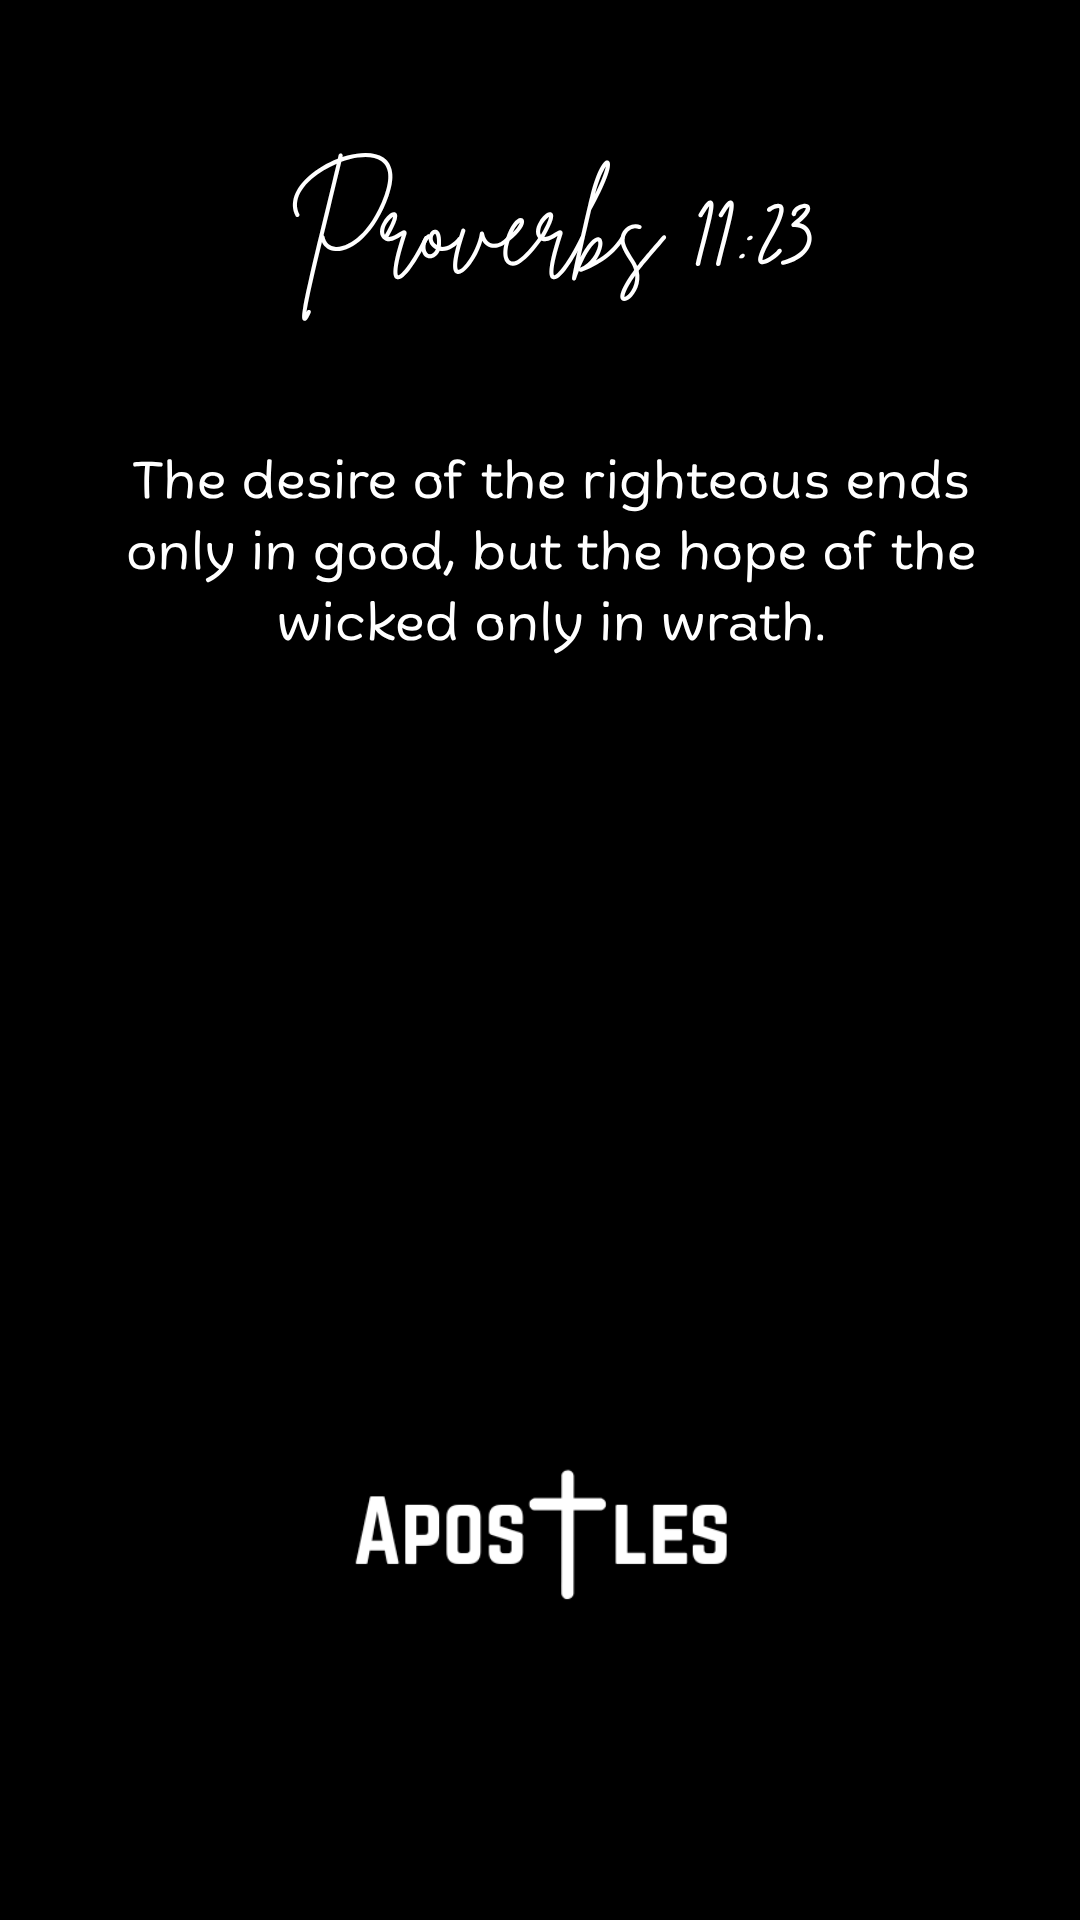 Proverbs 11:23
The desire of the righteous ends
only in good, but the hope of the
wicked only in wrath.
Apostles